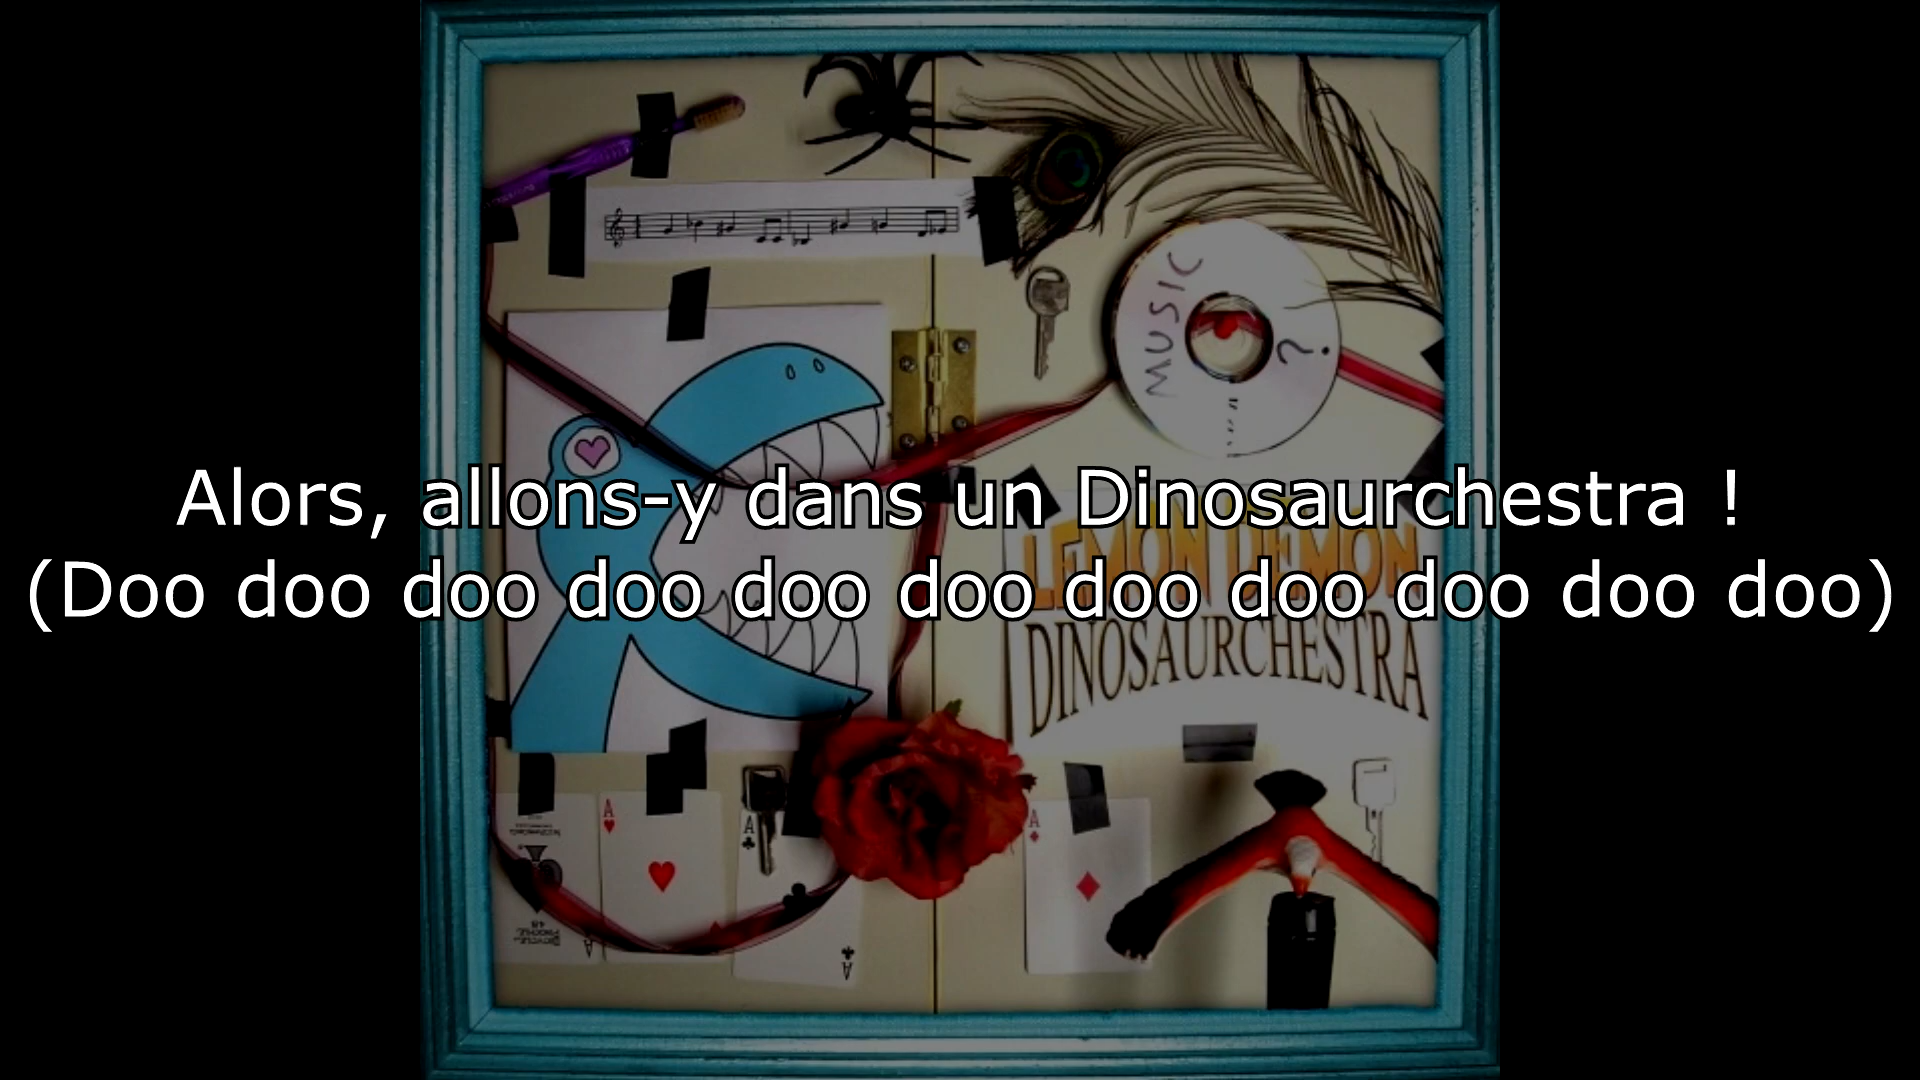 MUSIC
?
Alors, allons-y dans un Dinosaurchestra !
LEMON DEMON
(Doo doo doo doo doo doo doo doo doo doo doo)
DINOSAURCHESTRA
A
A
A
A
A
A